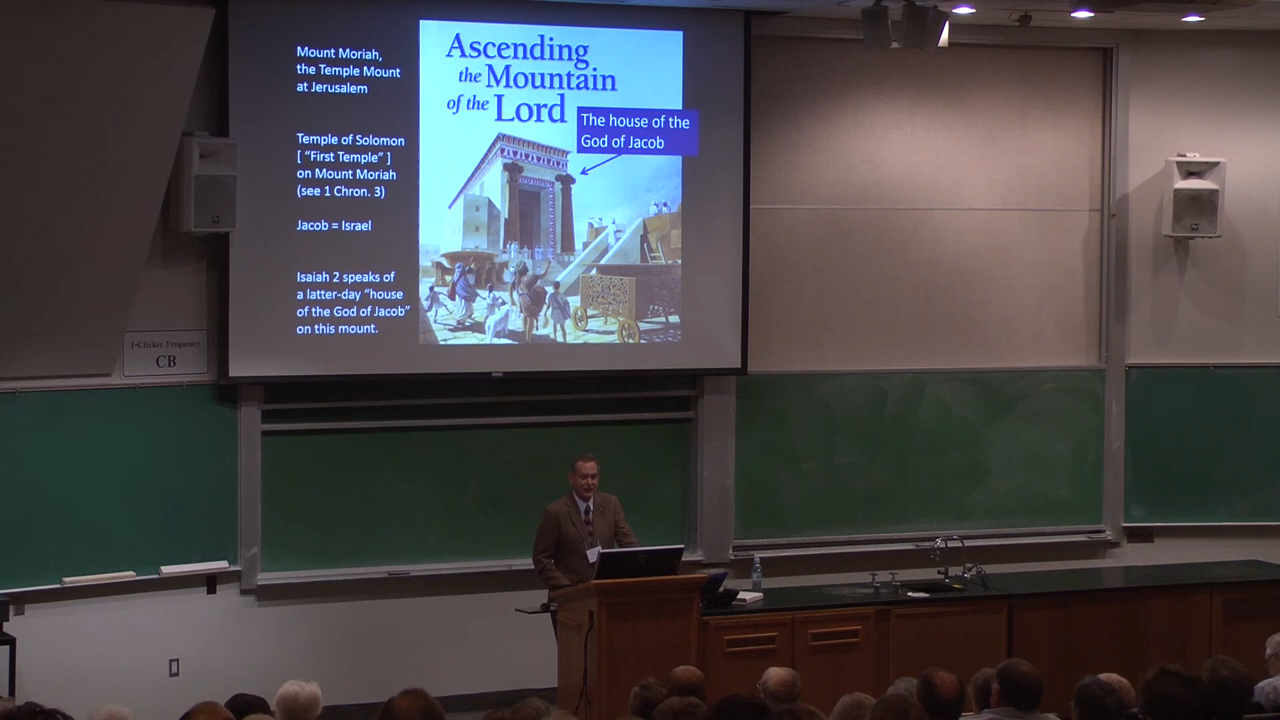 Mount Moriah,
the Temple Mount
at Jerusalem
Temple of Solomon
[ “First Temple” ]
on Mount Moriah
(see 1 Chron. 3)
Jacob = Israel
Isaiah 2 speaks of
a latter-day “house
of the God of Jacob”
on this mount.
Ascending
the Mountain
of the Lord
The house of the
God of Jacob
i-Clicker Frequency
CB